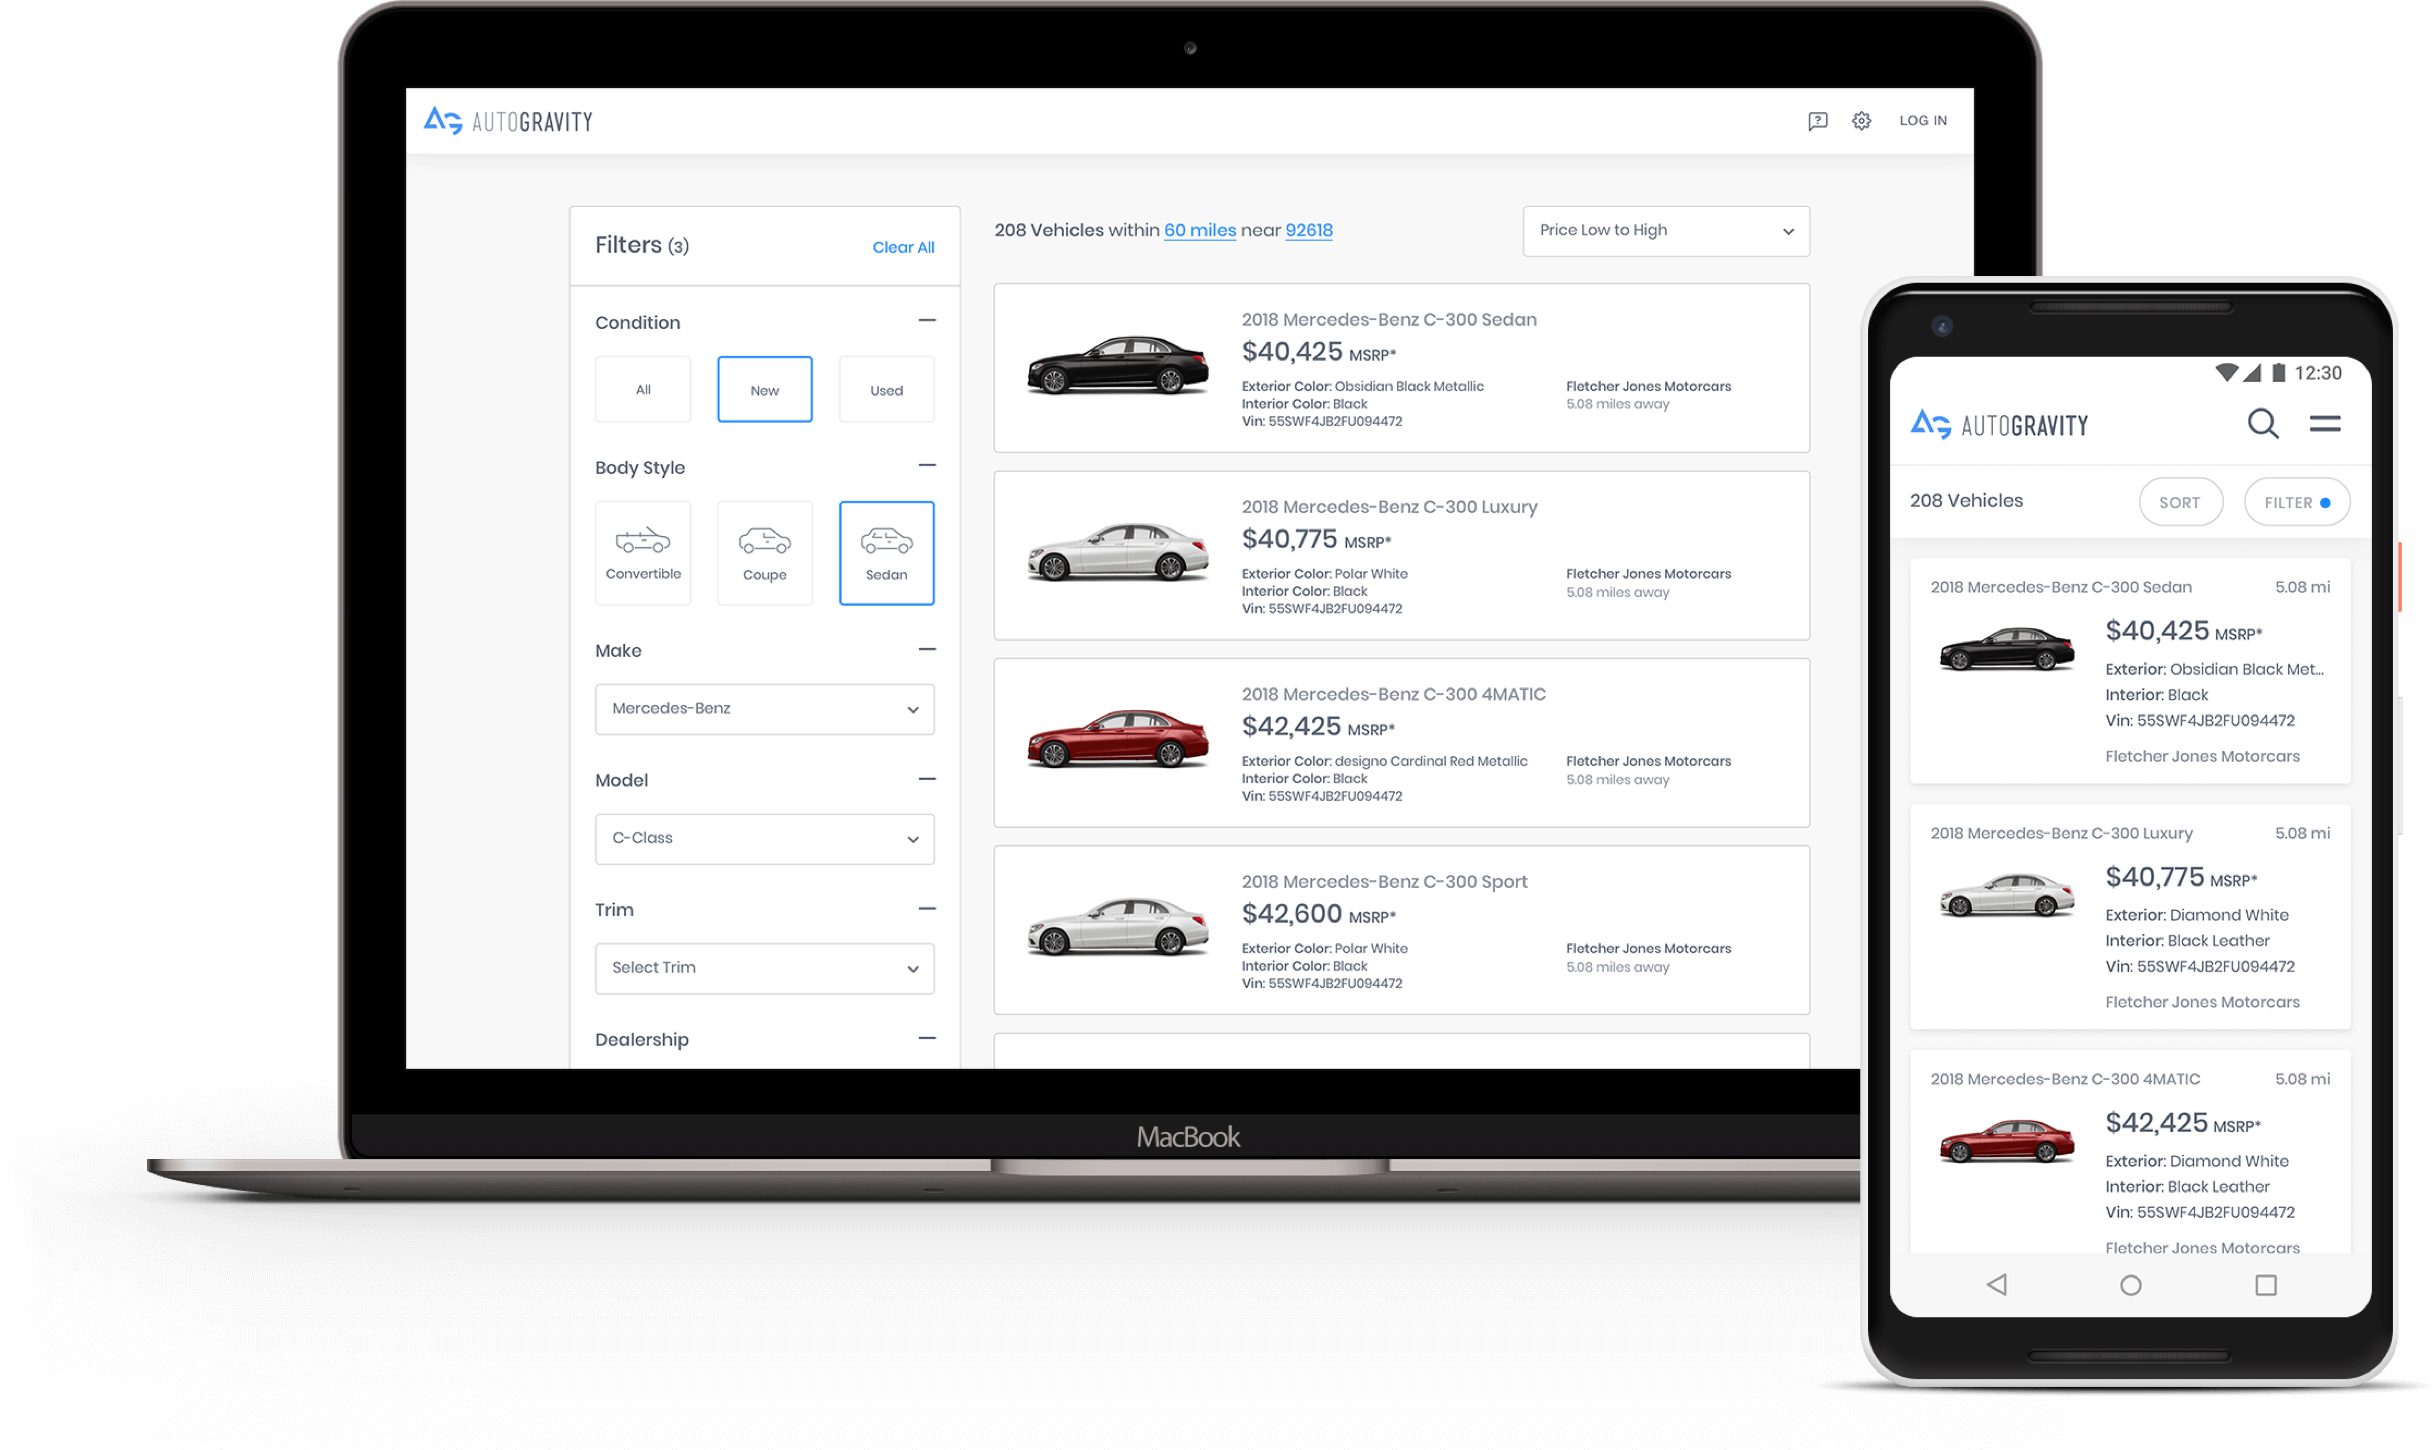 AUTOGRAVITY
LOG IN
Filters (3)
Clear All
Condition
All
New
Used
Body Style
Convertible
Coupe
Sedan
Make
Mercedes-Benz
Model
C-Class
Trim
Select Trim
Dealership
208 Vehicles within 60 miles near 92618
Price Low to High
2018 Mercedes-Benz C-300 Sedan
$40,425 MSRP*
Exterior Color: Obsidian Black Metallic
Interior Color: Black
Vin: 55SWF4JB2FU094472
Fletcher Jones Motorcars
5.08 miles away
2018 Mercedes-Benz C-300 Luxury
$40,775 MSRP*
Exterior Color: Polar White
Interior Color: Black
Vin: 55SWF4JB2FU094472
Fletcher Jones Motorcars
5.08 miles away
2018 Mercedes-Benz C-300 4MATIC
$42,425 MSRP*
Exterior Color: designo Cardinal Red Metallic
Interior Color: Black
Vin: 55SWF4JB2FU094472
Fletcher Jones Motorcars
5.08 miles away
2018 Mercedes-Benz C-300 Sport
$42,600 MSRP*
Exterior Color: Polar White
Interior Color: Black
Vin: 55SWF4JB2FU094472
Fletcher Jones Motorcars
5.08 miles away
MacBook
12:30
AUTOGRAVITY
208 Vehicles
SORT
FILTER
2018 Mercedes-Benz C-300 Sedan
5.08 mi
$40,425 MSRP*
Exterior: Obsidian Black Met...
Interior: Black
Vin: 55SWF4JB2FU094472
Fletcher Jones Motorcars
2018 Mercedes-Benz C-300 Luxury
5.08 mi
$40,775 MSRP*
Exterior: Diamond White
Interior: Black Leather
Vin: 55SWF4JB2FU094472
Fletcher Jones Motorcars
2018 Mercedes-Benz C-300 4MATIC
5.08 mi
$42,425 MSRP*
Exterior: Diamond White
Interior: Black Leather
Vin: 55SWF4JB2FU094472
Fletcher Jones Motorcars